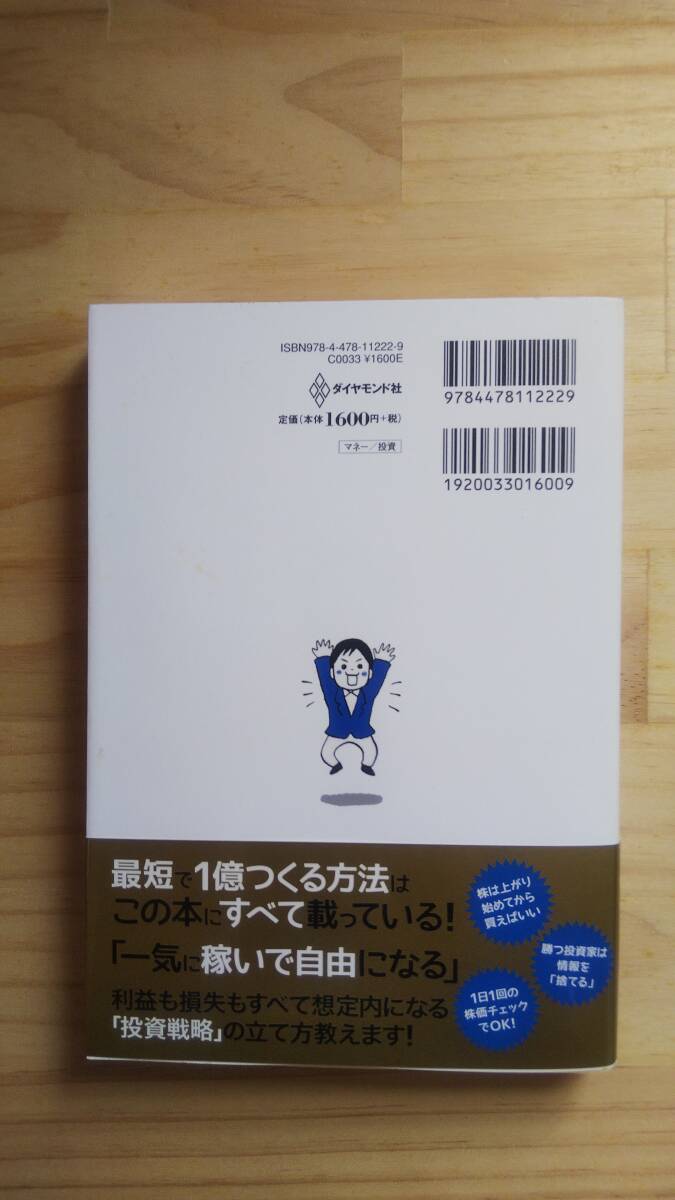 ISBN978-4-478-11222-9
C0033 ¥1600E
ダイヤモンド社
定価(本体1600円+税)
マネー/投資
9784478112229
1920033016009
最短で1億つくる方法は
この本にすべて載っている!
「一気に稼いで自由になる」
利益も損失もすべて想定内になる
「投資戦略」の立て方教えます!
株は上がり
始めてから
買えばいい
勝つ投資家は
情報を
「捨てる」
1日1回の
株価チェック
でOK!